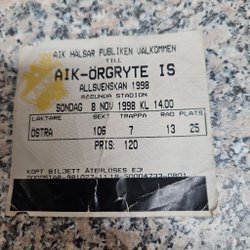 AIK HÄLSAR PUBLIKEN VÄLKOMMEN
TILL
AIK-ÖRGRYTE IS
ALLSVENSKAN 1998
RÅSUNDA STADION
SÖNDAG 8 NOV 1998 KL 14.00
LÄKTARE SEKT TRAPPA RAD PLATS
ÖSTRA 106 7 13 25
PRIS: 120
KÖPT BILJETT ÅTERLÖSES EJ